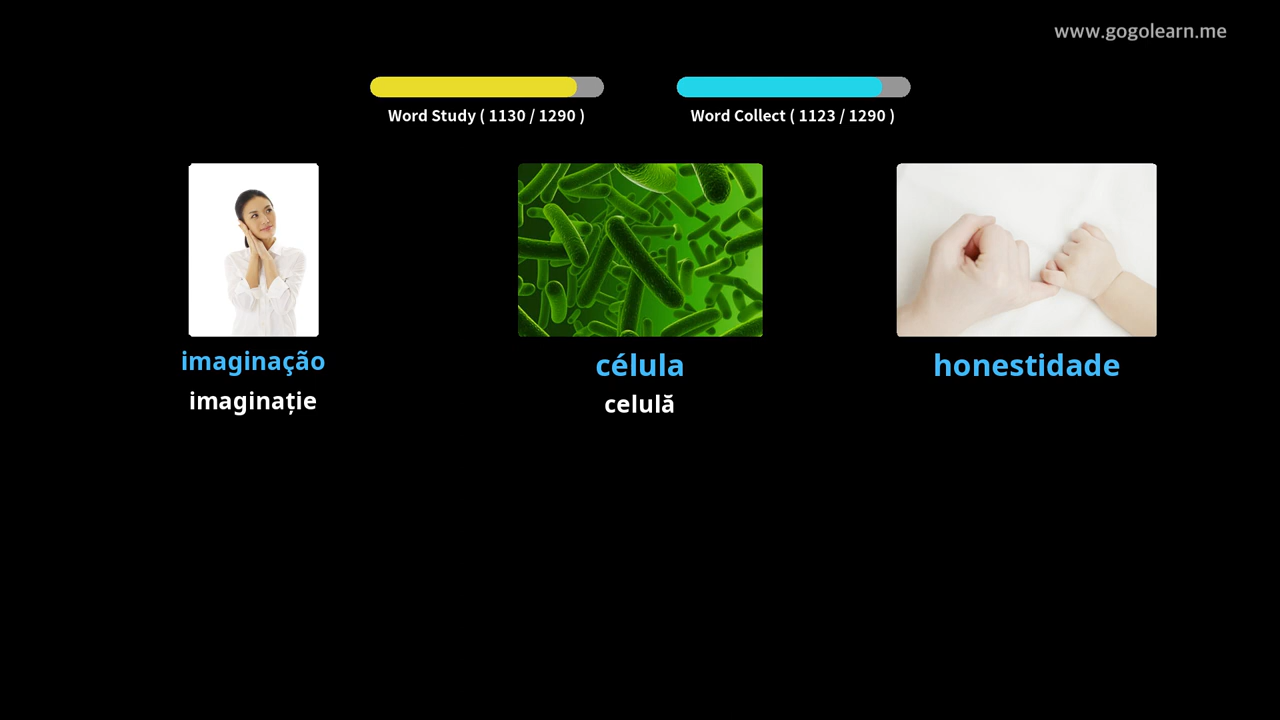 www.gogolearn.me
Word Study ( 1130 / 1290 )
Word Collect ( 1123 / 1290 )
imaginação
imaginație
célula
celulă
honestidade